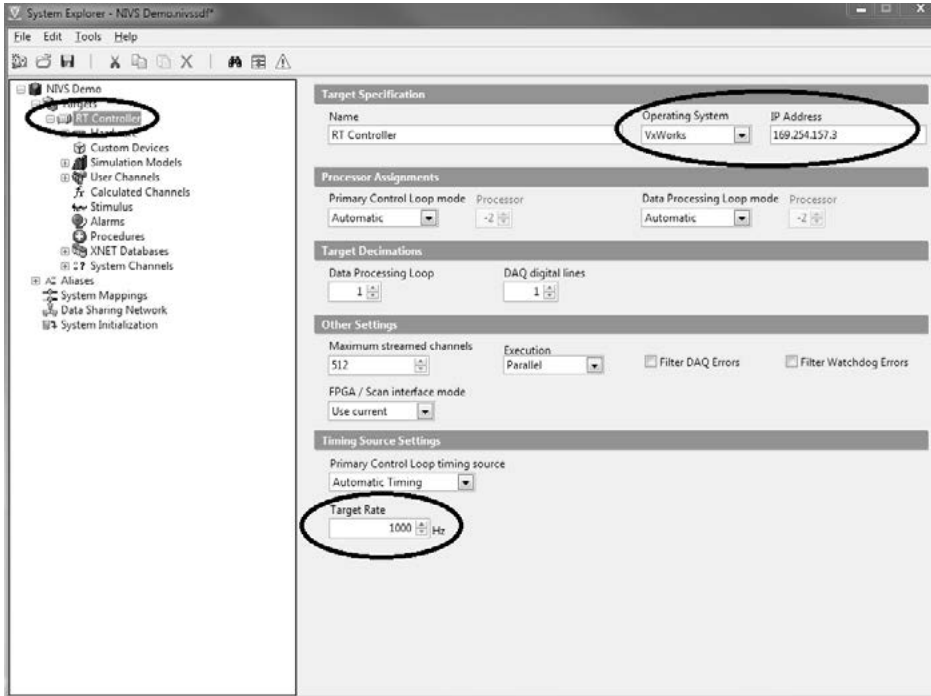 System Explorer - NIVS Demo.nivssdf*
File Edit Tools Help
NIVS Demo
Targets
RT Controller
Hardware
Custom Devices
Simulation Models
User Channels
fx Calculated Channels
Stimulus
Alarms
Procedures
XNET Databases
System Channels
Aliases
System Mappings
Data Sharing Network
System Initialization
Target Specification
Name Operating System IP Address
RT Controller VxWorks 169.254.157.3
Processor Assignments
Primary Control Loop mode Processor Data Processing Loop mode Processor
Automatic -2 Automatic -2
Target Decimations
Data Processing Loop DAQ digital lines
1 1
Other Settings
Maximum streamed channels Execution
512 Parallel Filter DAQ Errors Filter Watchdog Errors
FPGA / Scan interface mode
Use current
Timing Source Settings
Primary Control Loop timing source
Automatic Timing
Target Rate
1000 Hz